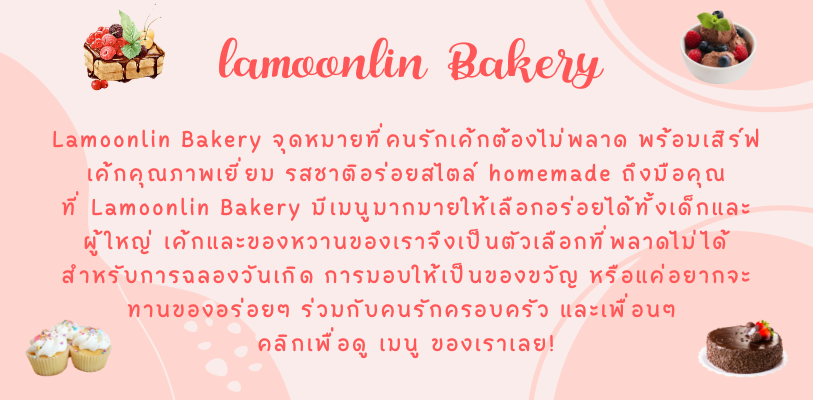 lamoonlin Bakery
Lamoonlin Bakery จุดหมายที่คนรักเค้กต้องไม่พลาด พร้อมเสิร์ฟ
เค้กคุณภาพเยี่ยม รสชาติอร่อยสไตล์ homemade ถึงมือคุณ
ที่ Lamoonlin Bakery มีเมนูมากมายให้เลือกอร่อยได้ทั้งเด็กและ
ผู้ใหญ่ เค้กและของหวานของเราจึงเป็นตัวเลือกที่พลาดไม่ได้
สำหรับการฉลองวันเกิด การมอบให้เป็นของขวัญ หรือแค่อยากจะ
ทานของอร่อยๆ ร่วมกับคนรักครอบครัว และเพื่อนๆ
คลิกเพื่อดู เมนู ของเราเลย!